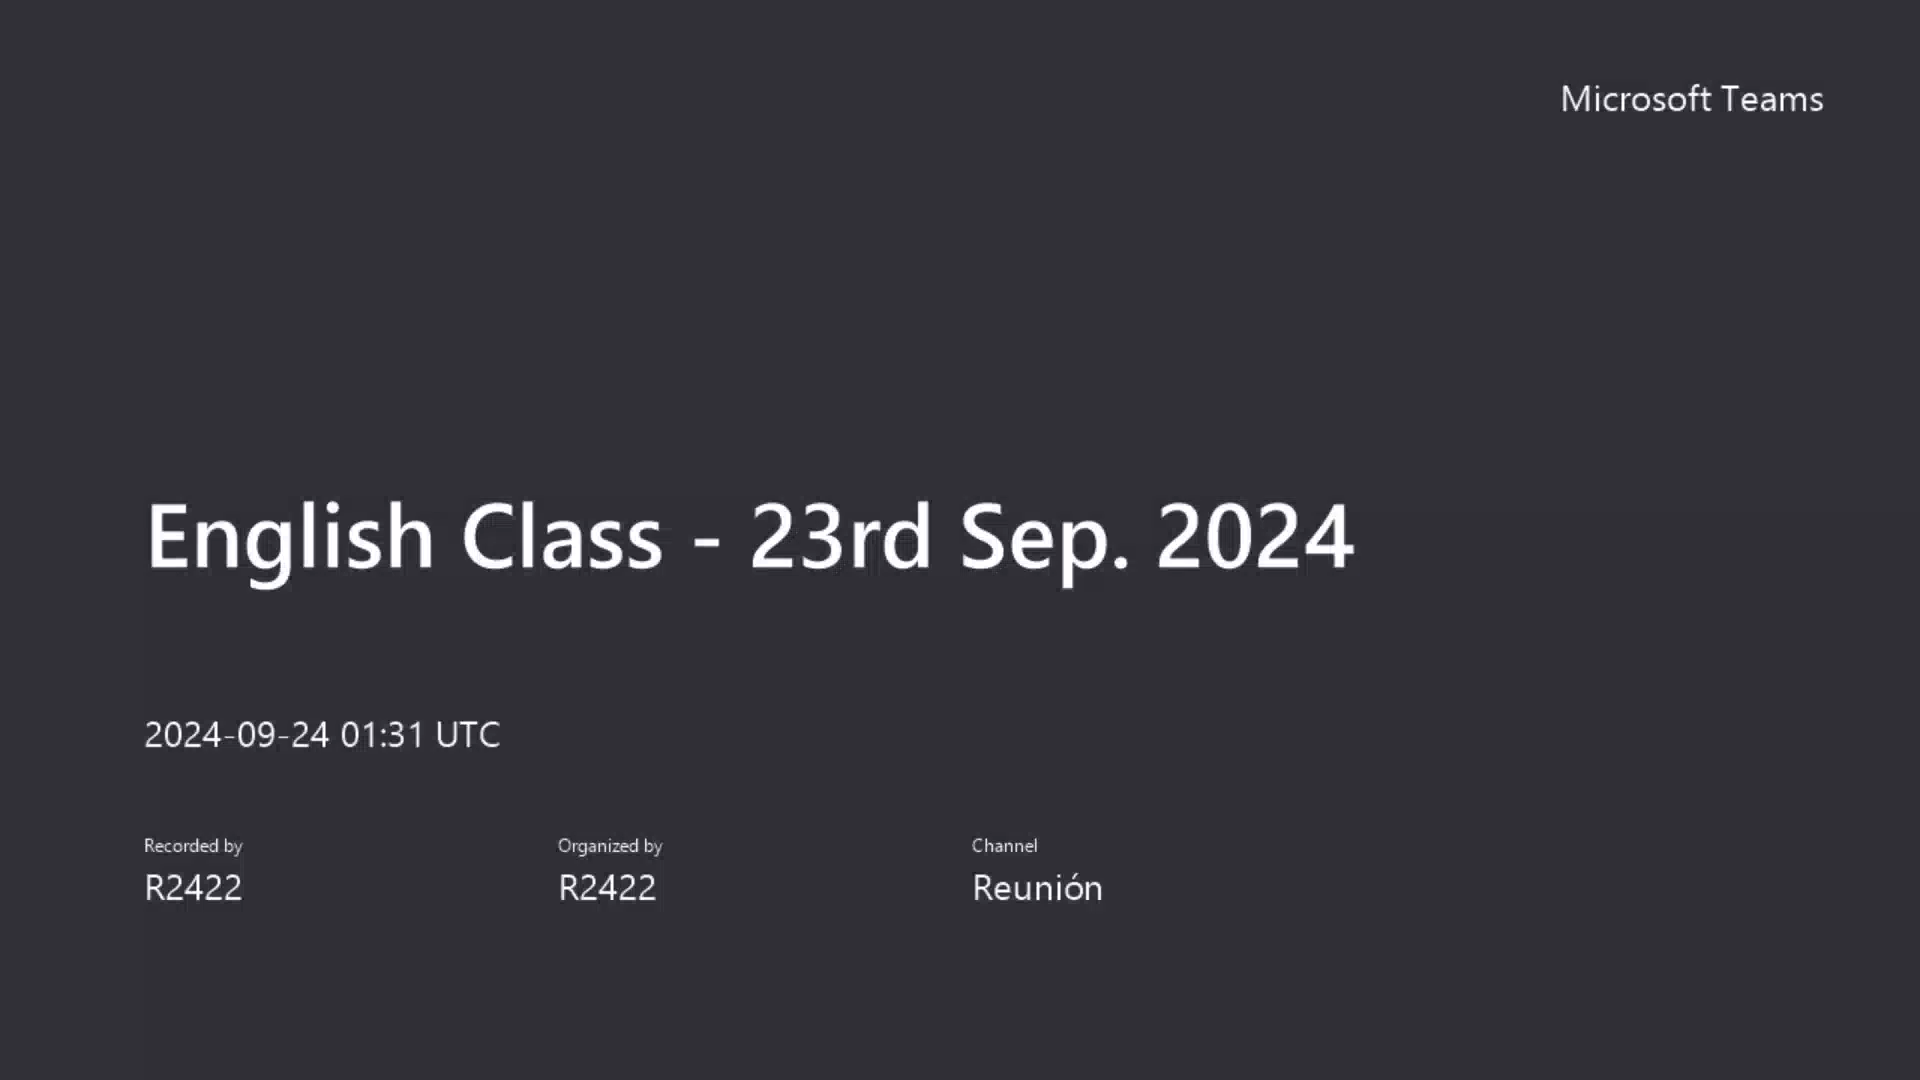 Microsoft Teams
English Class - 23rd Sep. 2024
2024-09-24 01:31 UTC
Recorded by
R2422
Organized by
R2422
Channel
Reunión